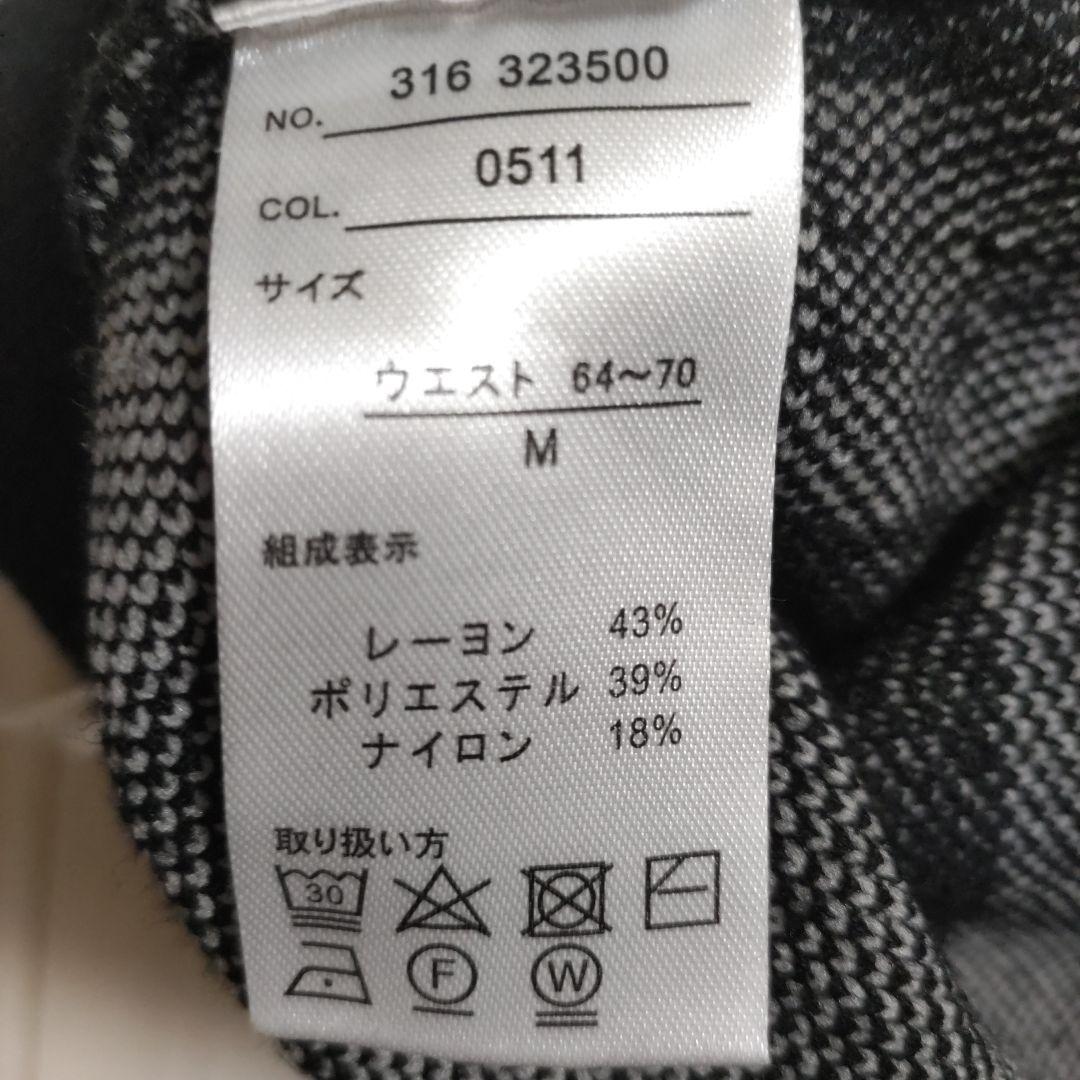 NO. 316 323500
COL. 0511
サイズ
ウエスト 64〜70
M
組成表示
レーヨン 43%
ポリエステル 39%
ナイロン 18%
取り扱い方
30
F W